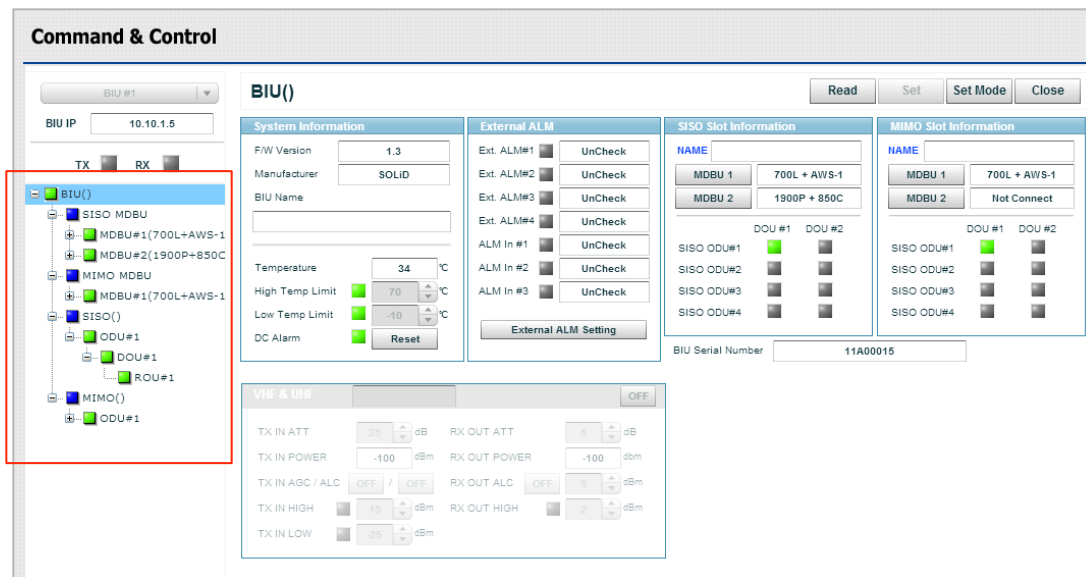 Command & Control
BIU #1
BIU IP 10.10.1.5
TX RX
BIU()
SISO MDBU
MDBU#1(700L+AWS-1
MDBU#2(1900P+850C
MIMO MDBU
MDBU#1(700L+AWS-1
SISO()
ODU#1
DOU#1
ROU#1
MIMO()
ODU#1
BIU() Read Set Set Mode Close
System Information
F/W Version 1.3
Manufacturer SOLiD
BIU Name
Temperature 34 ℃
High Temp Limit 70 ℃
Low Temp Limit -10 ℃
DC Alarm Reset
External ALM
Ext. ALM#1 UnCheck
Ext. ALM#2 UnCheck
Ext. ALM#3 UnCheck
Ext. ALM#4 UnCheck
ALM In #1 UnCheck
ALM In #2 UnCheck
ALM In #3 UnCheck
External ALM Setting
SISO Slot Information
NAME
MDBU 1 700L + AWS-1
MDBU 2 1900P + 850C
DOU #1 DOU #2
SISO ODU#1
SISO ODU#2
SISO ODU#3
SISO ODU#4
MIMO Slot Information
NAME
MDBU 1 700L + AWS-1
MDBU 2 Not Connect
DOU #1 DOU #2
SISO ODU#1
SISO ODU#2
SISO ODU#3
SISO ODU#4
BIU Serial Number 11A00015
VHF & UHF OFF
TX IN ATT 25 dB RX OUT ATT 5 dB
TX IN POWER -100 dBm RX OUT POWER -100 dbm
TX IN AGC / ALC OFF / OFF RX OUT ALC OFF 5 dBm
TX IN HIGH 15 dBm RX OUT HIGH 2 dBm
TX IN LOW -25 dBm